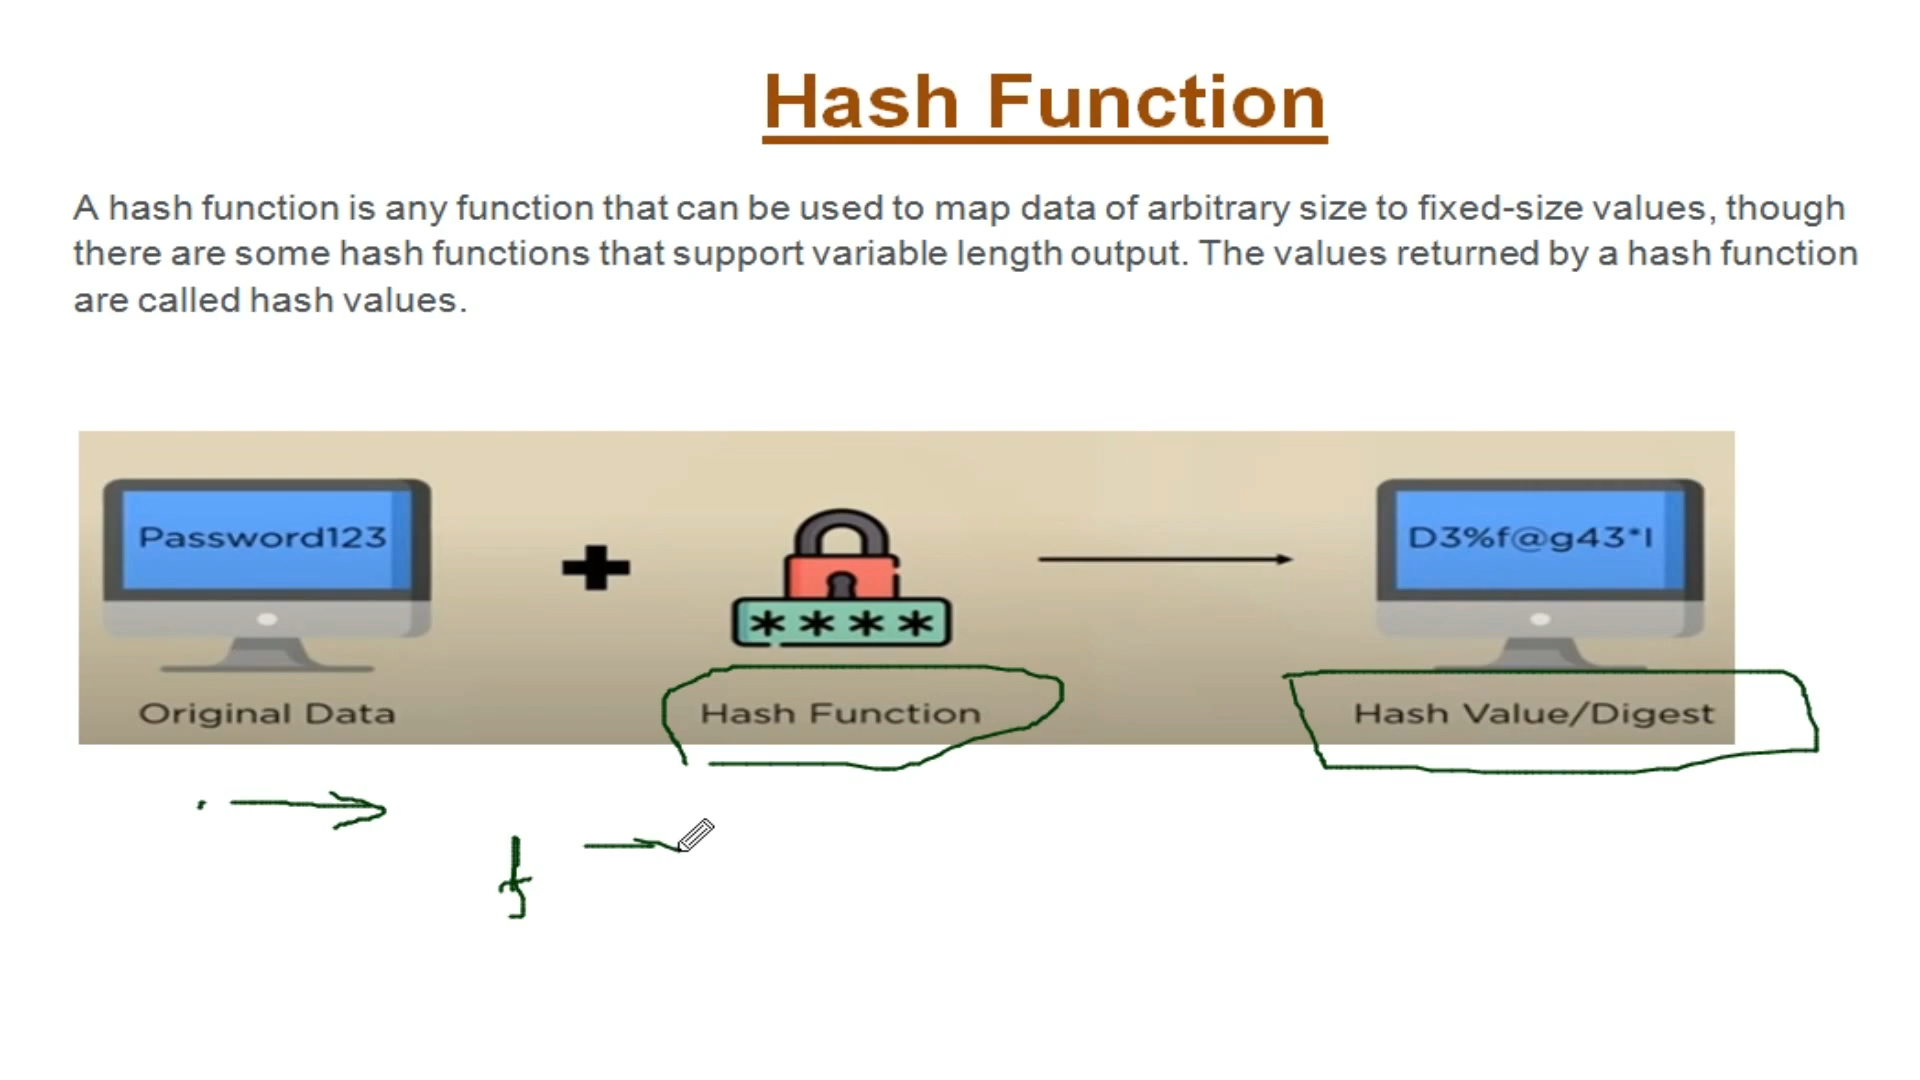 Hash Function
A hash function is any function that can be used to map data of arbitrary size to fixed-size values, though
there are some hash functions that support variable length output. The values returned by a hash function
are called hash values.
Password123
D3%f@g43*I
****
Original Data
Hash Function
Hash Value/Digest
f